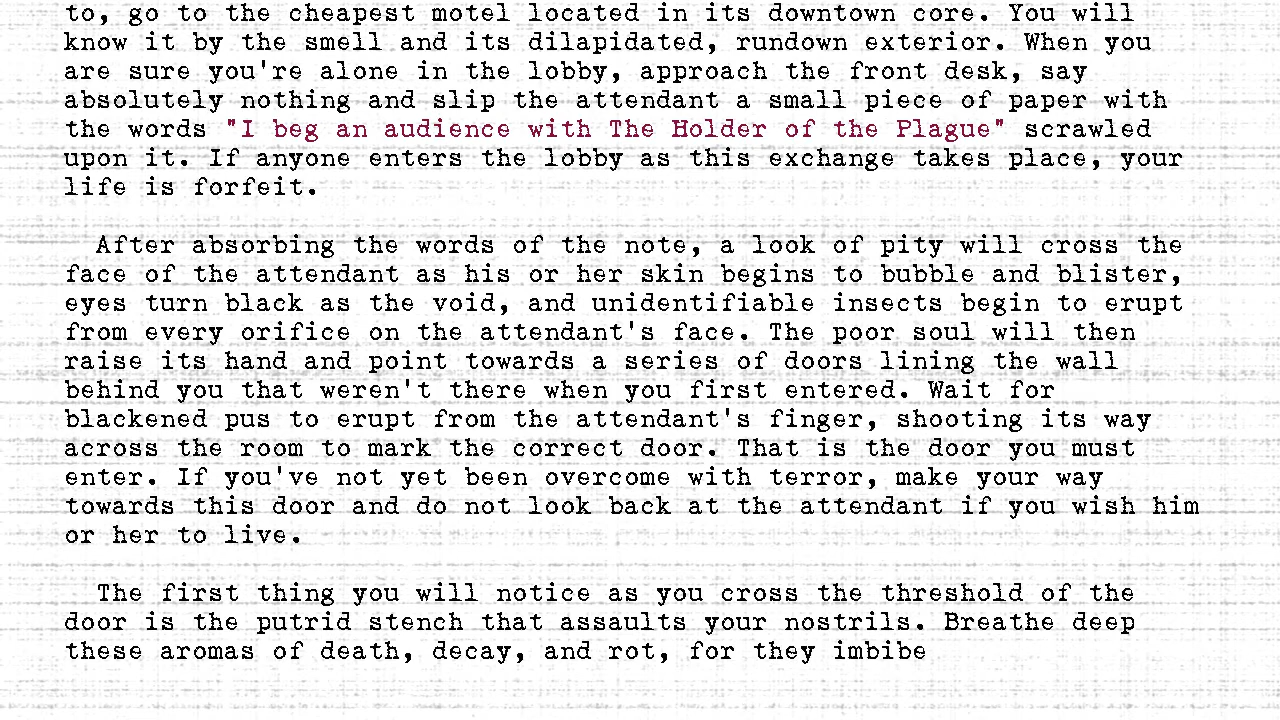 to, go to the cheapest motel located in its downtown core. You will
know it by the smell and its dilapidated, rundown exterior. When you
are sure you're alone in the lobby, approach the front desk, say
absolutely nothing and slip the attendant a small piece of paper with
the words "I beg an audience with The Holder of the Plague" scrawled
upon it. If anyone enters the lobby as this exchange takes place, your
life is forfeit.
After absorbing the words of the note, a look of pity will cross the
face of the attendant as his or her skin begins to bubble and blister,
eyes turn black as the void, and unidentifiable insects begin to erupt
from every orifice on the attendant's face. The poor soul will then
raise its hand and point towards a series of doors lining the wall
behind you that weren't there when you first entered. Wait for
blackened pus to erupt from the attendant's finger, shooting its way
across the room to mark the correct door. That is the door you must
enter. If you've not yet been overcome with terror, make your way
towards this door and do not look back at the attendant if you wish him
or her to live.
The first thing you will notice as you cross the threshold of the
door is the putrid stench that assaults your nostrils. Breathe deep
these aromas of death, decay, and rot, for they imbibe